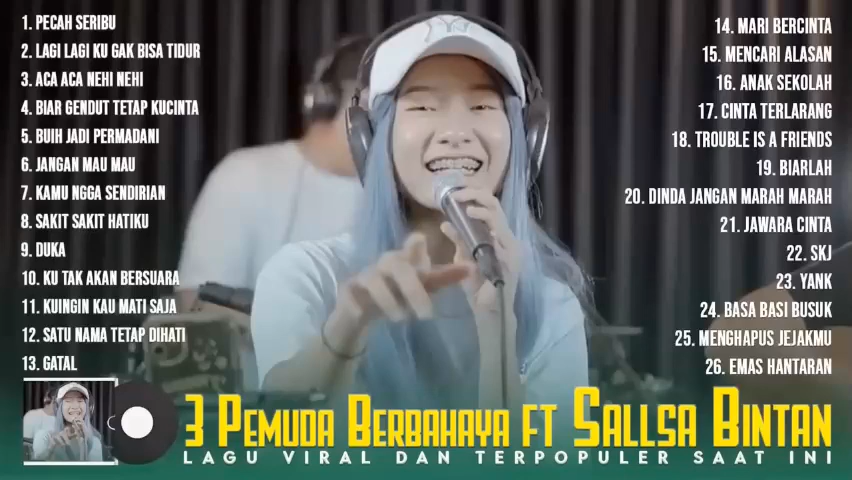 1. PECAH SERIBU
2. LAGI LAGI KU GAK BISA TIDUR
3. ACA ACA NEHI NEHI
4. BIAR GENDUT TETAP KUCINTA
5. BUIH JADI PERMADANI
6. JANGAN MAU MAU
7. KAMU NGGA SENDIRIAN
8. SAKIT SAKIT HATIKU
9. DUKA
10. KU TAK AKAN BERSUARA
11. KUINGIN KAU MATI SAJA
12. SATU NAMA TETAP DIHATI
13. GATAL
14. MARI BERCINTA
15. MENCARI ALASAN
16. ANAK SEKOLAH
17. CINTA TERLARANG
18. TROUBLE IS A FRIENDS
19. BIARLAH
20. DINDA JANGAN MARAH MARAH
21. JAWARA CINTA
22. SKJ
23. YANK
24. BASA BASI BUSUK
25. MENGHAPUS JEJAKMU
26. EMAS HANTARAN
3 PEMUDA BERBAHAYA FT SALLSA BINTAN
LAGU VIRAL DAN TERPOPULER SAAT INI